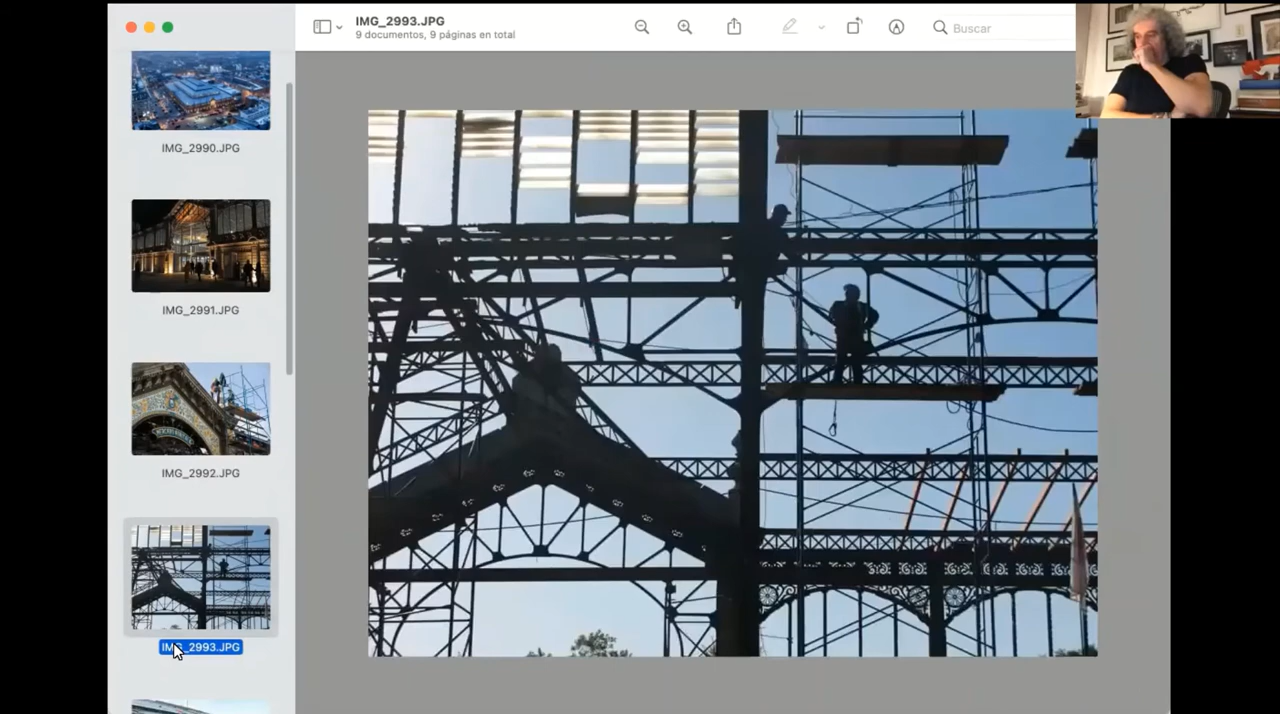 IMG_2993.JPG
9 documentos, 9 páginas en total
Buscar
IMG_2990.JPG
IMG_2991.JPG
IMG_2992.JPG
IMG_2993.JPG